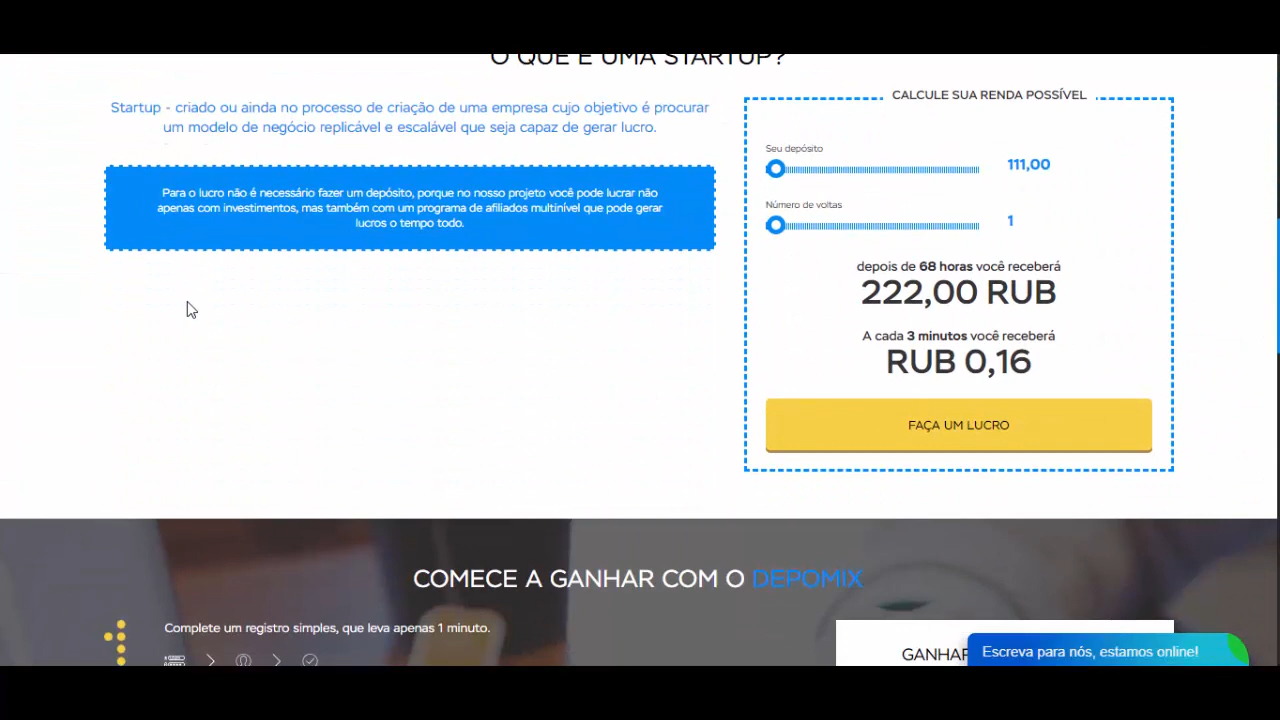 O QUE É UMA STARTUP?
Startup - criado ou ainda no processo de criação de uma empresa cujo objetivo é procurar
um modelo de negócio replicável e escalável que seja capaz de gerar lucro.
Para o lucro não é necessário fazer um depósito, porque no nosso projeto você pode lucrar não
apenas com investimentos, mas também com um programa de afiliados multinível que pode gerar
lucros o tempo todo.
CALCULE SUA RENDA POSSÍVEL
Seu depósito
111,00
Número de voltas
1
depois de 68 horas você receberá
222,00 RUB
A cada 3 minutos você receberá
RUB 0,16
FAÇA UM LUCRO
COMECE A GANHAR COM O DEPOMIX
Complete um registro simples, que leva apenas 1 minuto.
GANHAR
Escreva para nós, estamos online!